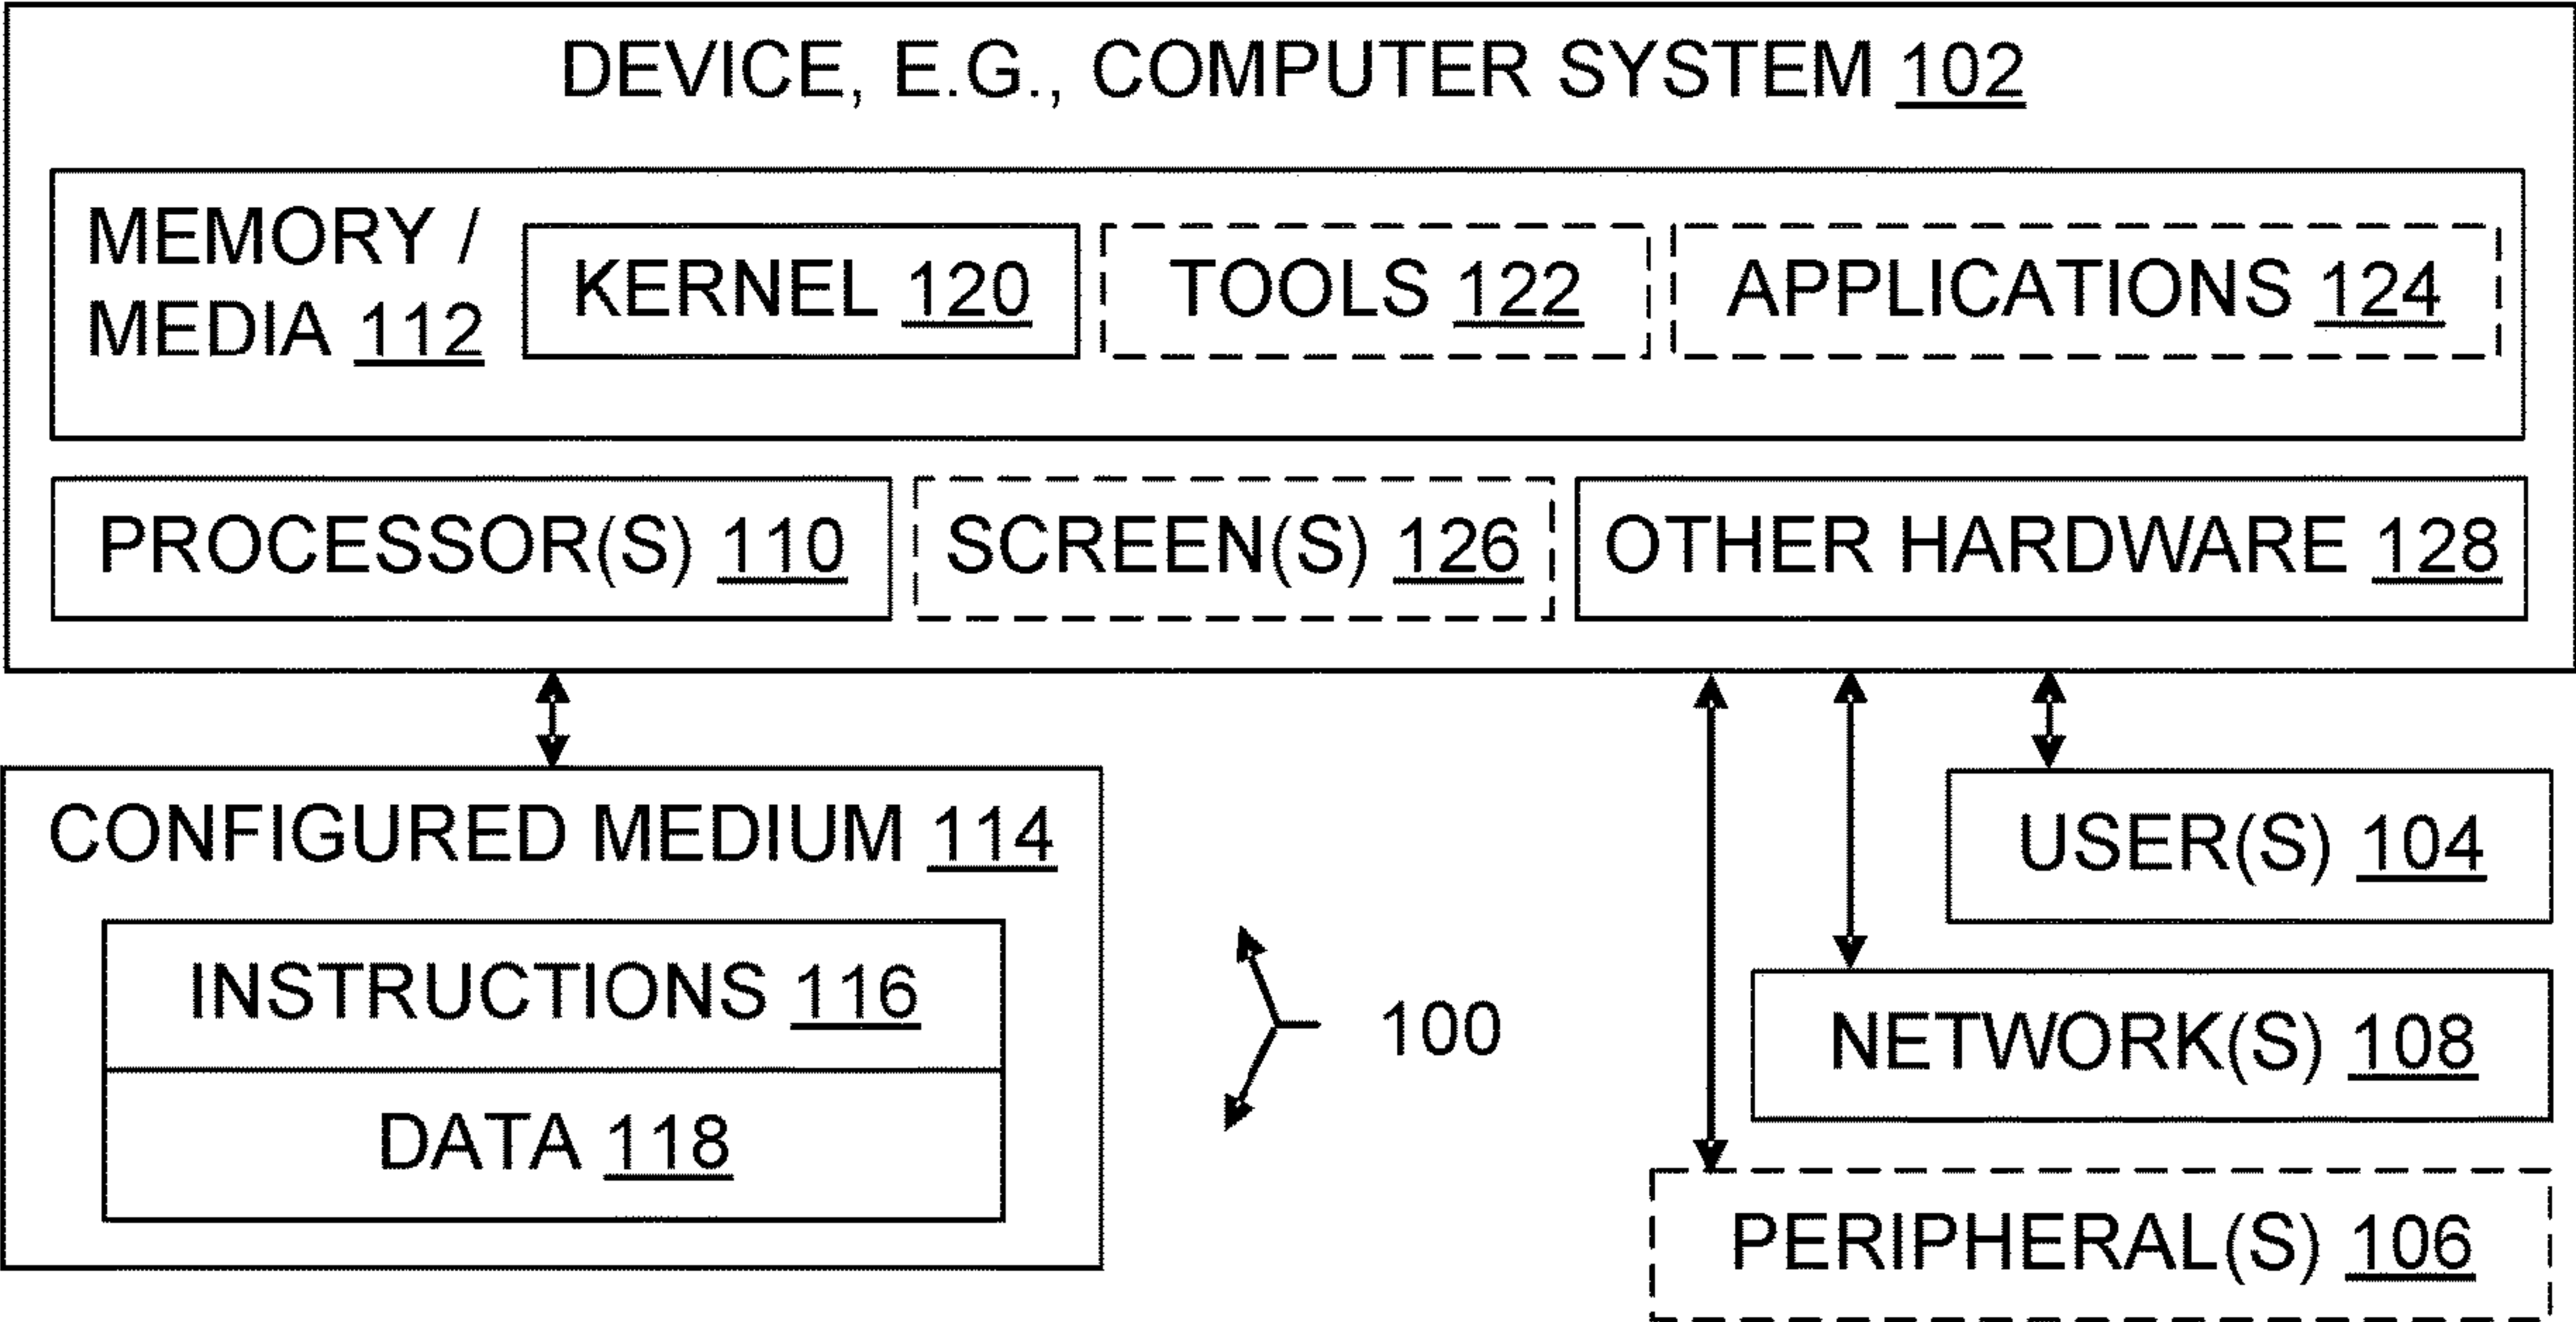 DEVICE, E.G., COMPUTER SYSTEM 102
MEMORY /
MEDIA 112
KERNEL 120
TOOLS 122
APPLICATIONS 124
PROCESSOR(S) 110
SCREEN(S) 126
OTHER HARDWARE 128
CONFIGURED MEDIUM 114
INSTRUCTIONS 116
DATA 118
100
USER(S) 104
NETWORK(S) 108
PERIPHERAL(S) 106